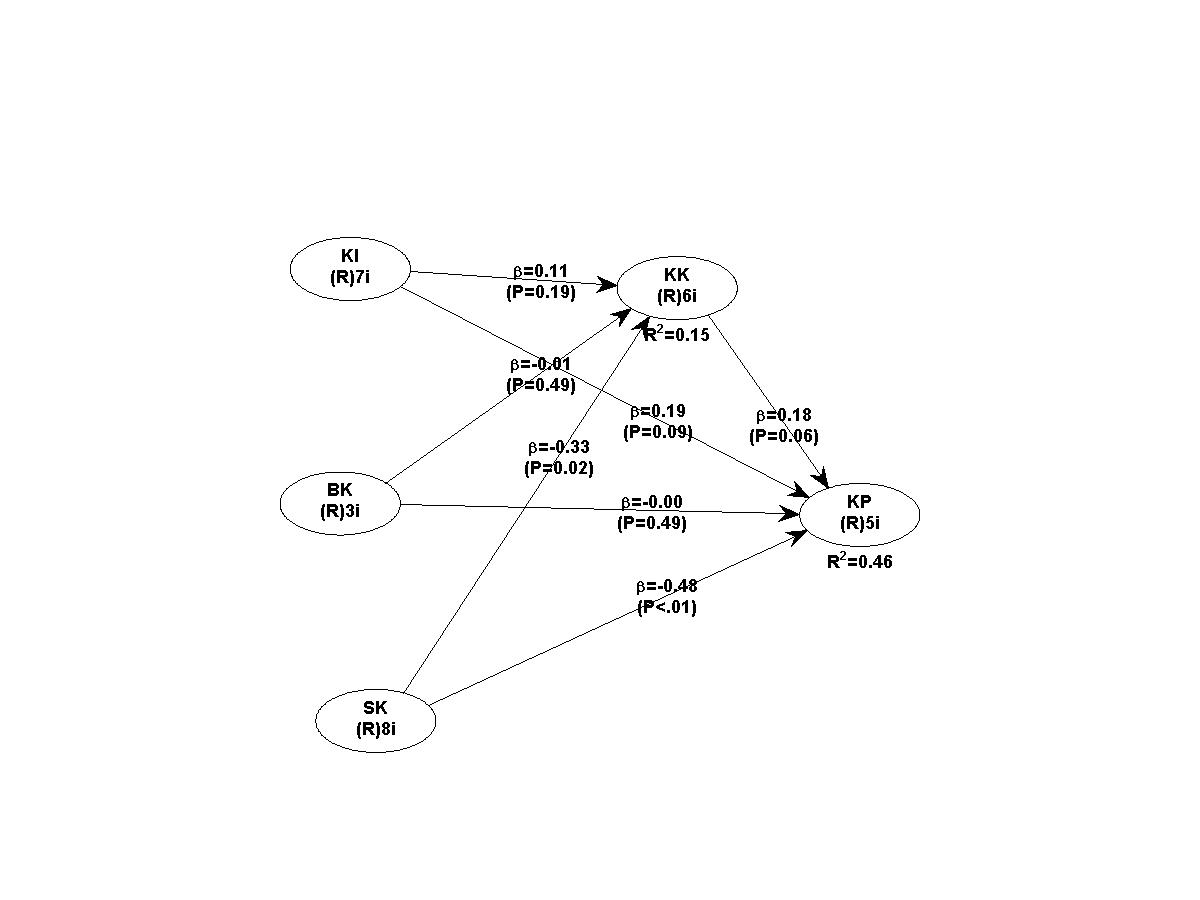 KI
(R)7i
β=0.11
(P=0.19)
KK
(R)6i
R²=0.15
β=-0.01
(P=0.49)
β=0.19
(P=0.09)
β=0.18
(P=0.06)
β=-0.33
(P=0.02)
BK
(R)3i
β=-0.00
(P=0.49)
KP
(R)5i
R²=0.46
β=-0.48
(P<.01)
SK
(R)8i